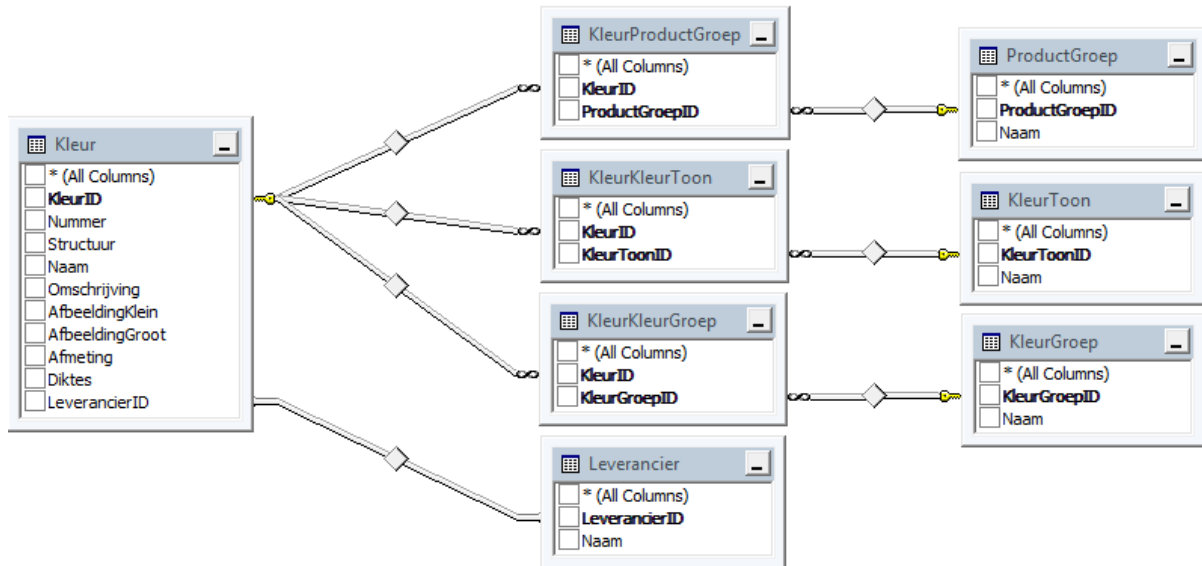 Kleur
* (All Columns)
KleurID
Nummer
Structuur
Naam
Omschrijving
AfbeeldingKlein
AfbeeldingGroot
Afmeting
Diktes
LeverancierID
KleurProductGroep
* (All Columns)
KleurID
ProductGroepID
KleurKleurToon
* (All Columns)
KleurID
KleurToonID
KleurKleurGroep
* (All Columns)
KleurID
KleurGroepID
Leverancier
* (All Columns)
LeverancierID
Naam
ProductGroep
* (All Columns)
ProductGroepID
Naam
KleurToon
* (All Columns)
KleurToonID
Naam
KleurGroep
* (All Columns)
KleurGroepID
Naam